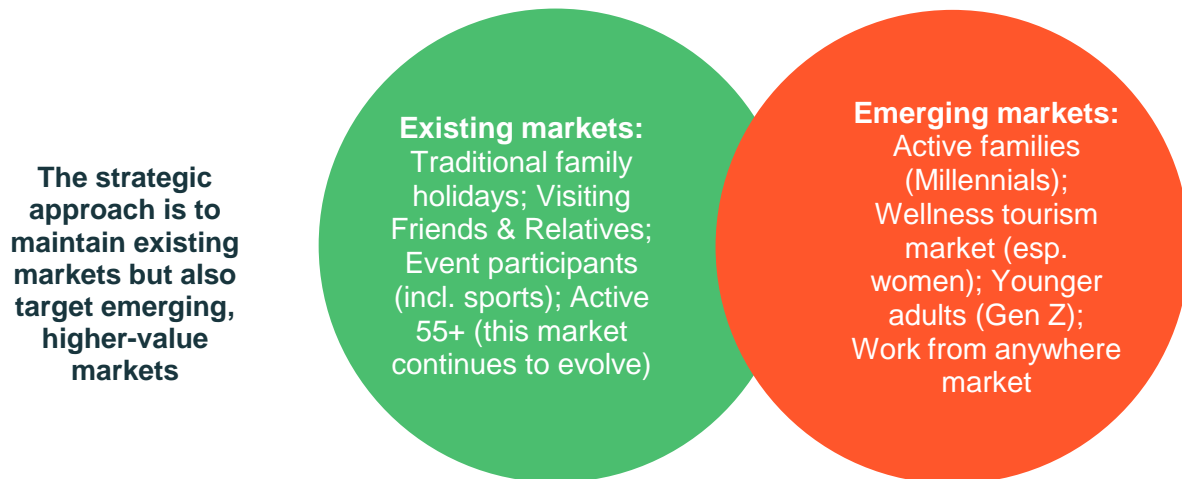 The strategic
approach is to
maintain existing
markets but also
target emerging,
higher-value
markets
Existing markets:
Traditional family
holidays; Visiting
Friends & Relatives;
Event participants
(incl. sports); Active
55+ (this market
continues to evolve)
Emerging markets:
Active families
(Millennials);
Wellness tourism
market (esp.
women); Younger
adults (Gen Z);
Work from anywhere
market